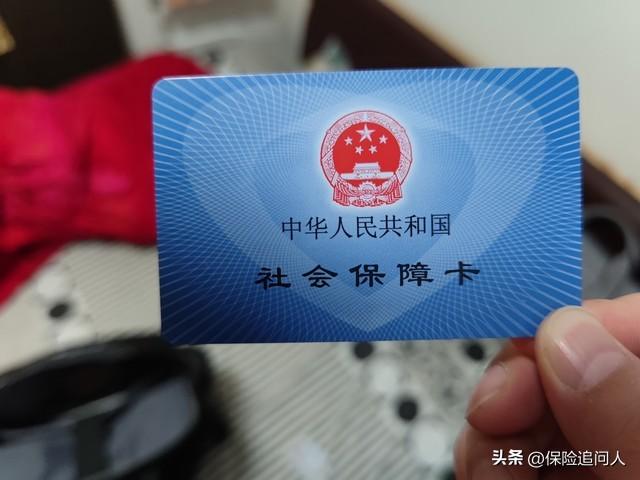 中华人民共和国
社会保障卡
头条 @保险追问人